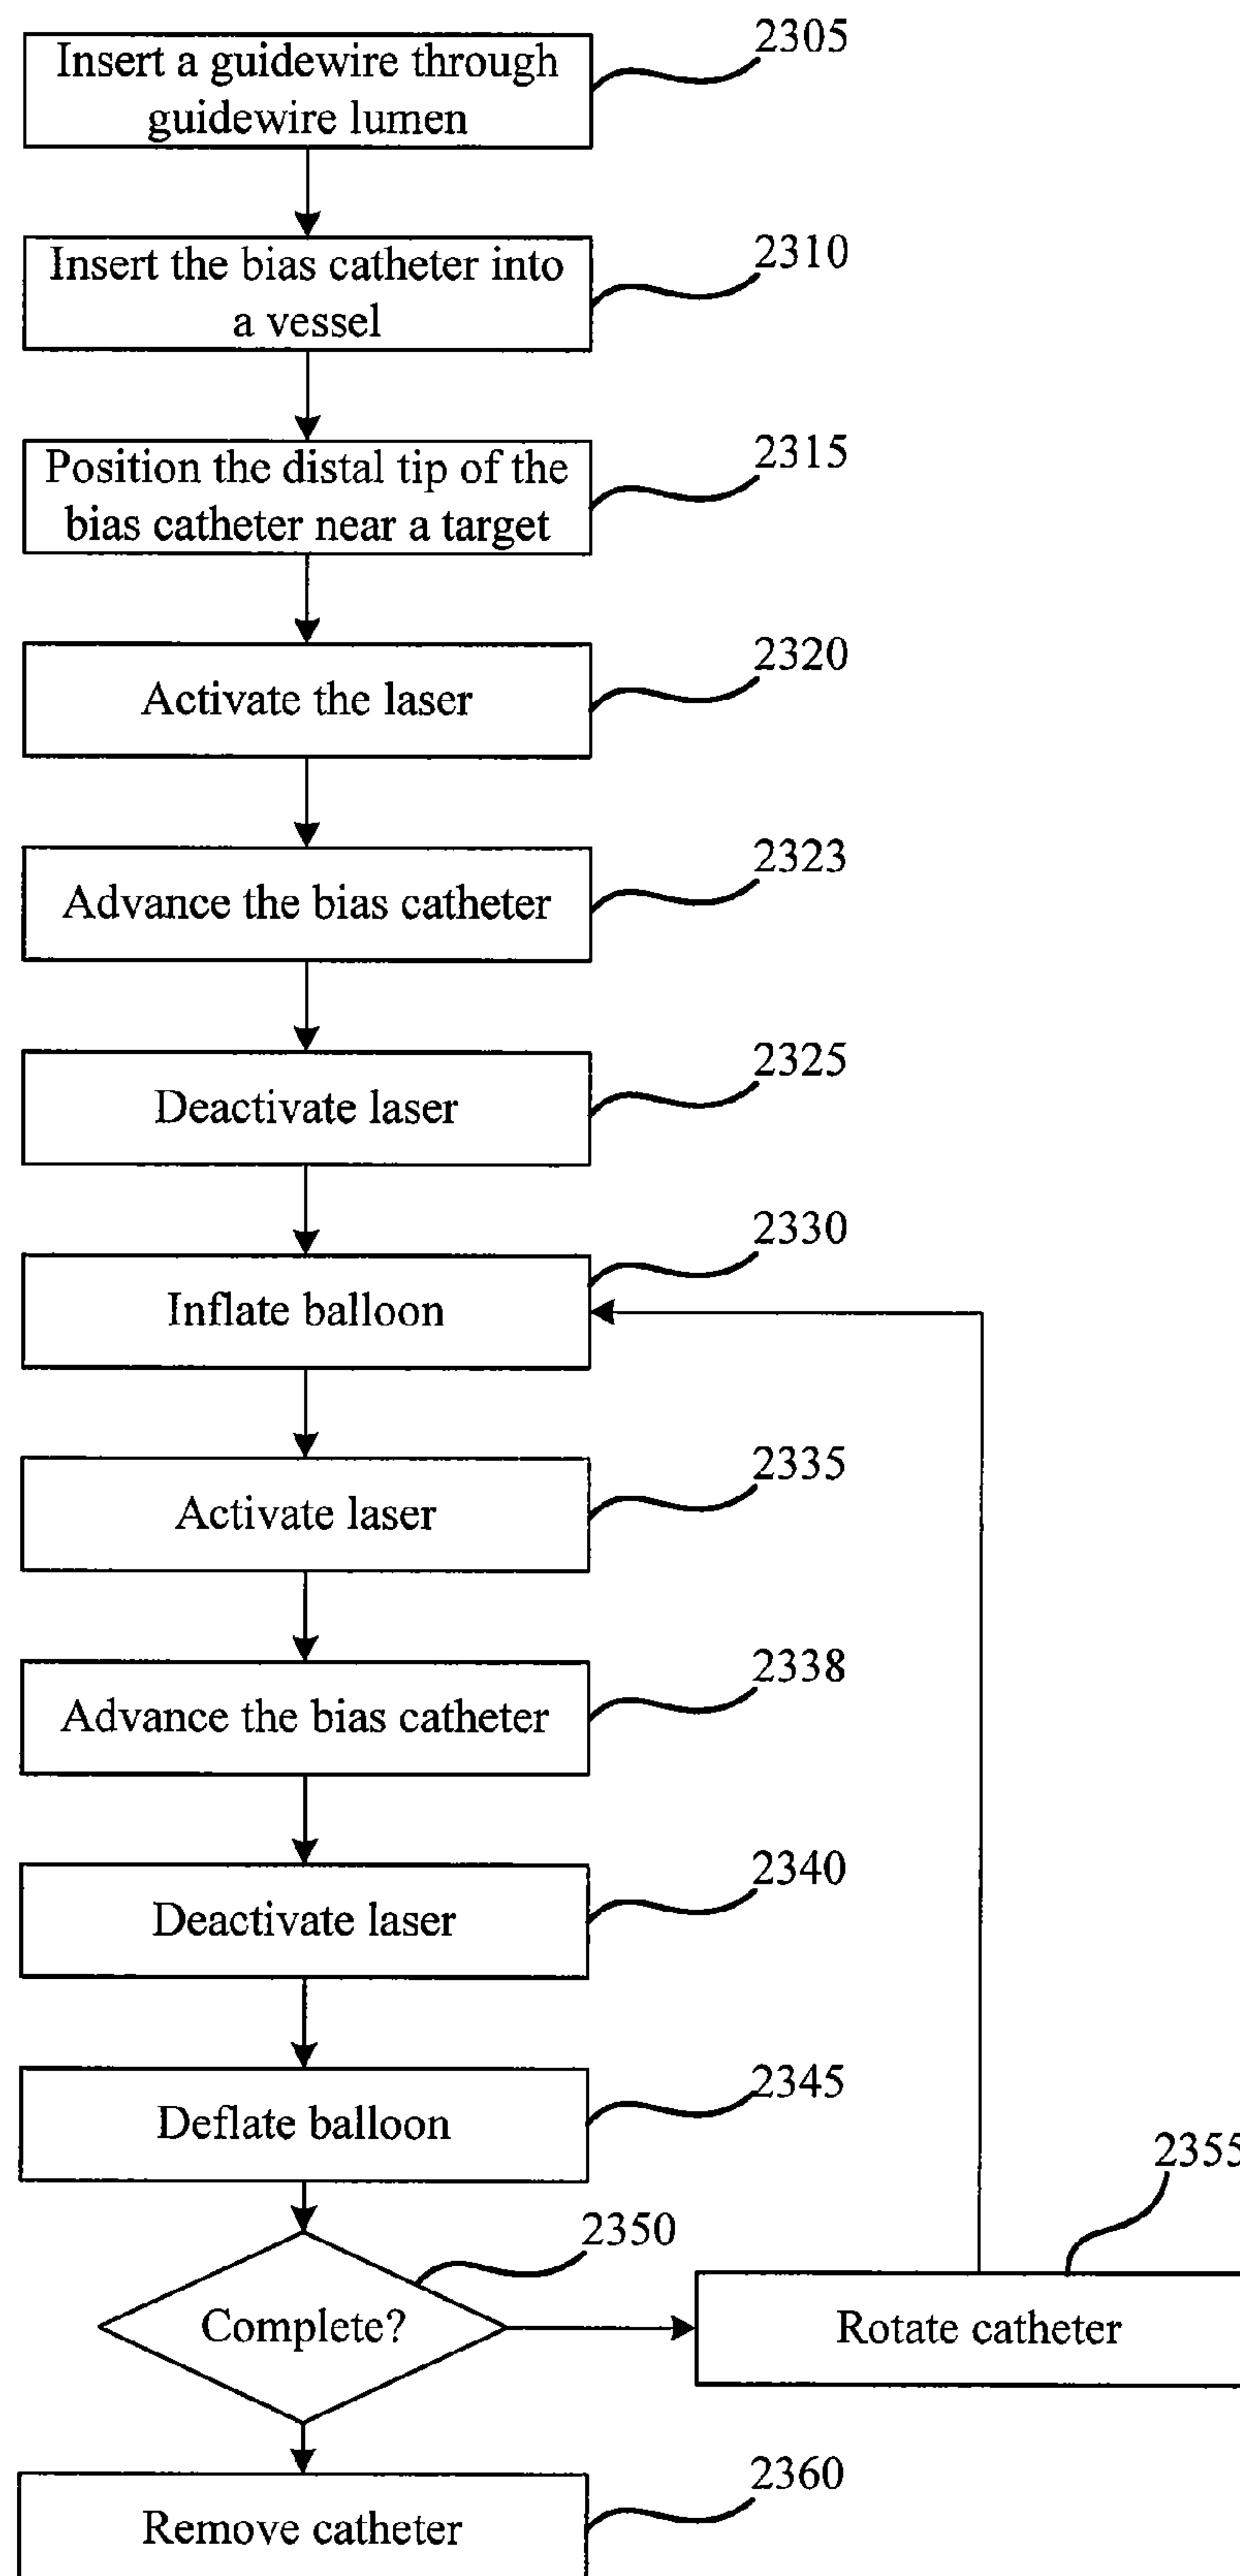 2305
Insert a guidewire through
guidewire lumen
2310
Insert the bias catheter into
a vessel
2315
Position the distal tip of the
bias catheter near a target
2320
Activate the laser
2323
Advance the bias catheter
2325
Deactivate laser
2330
Inflate balloon
2335
Activate laser
2338
Advance the bias catheter
2340
Deactivate laser
2345
Deflate balloon
2350
Complete?
2355
Rotate catheter
2360
Remove catheter